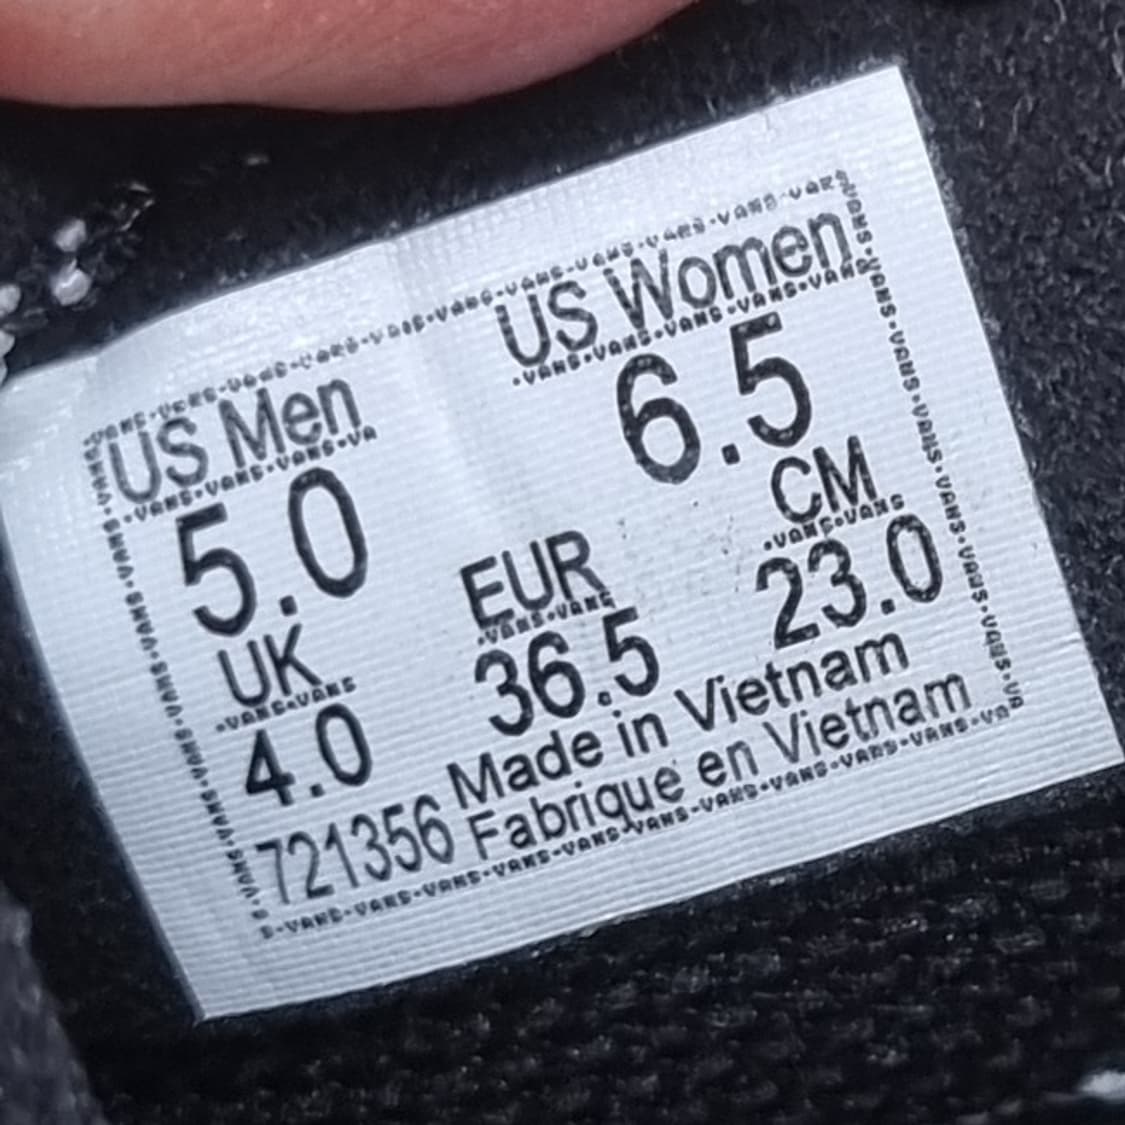 US Men US Women
5.0 6.5
UK EUR CM
4.0 36.5 23.0
Made in Vietnam
721356 Fabrique en Vietnam